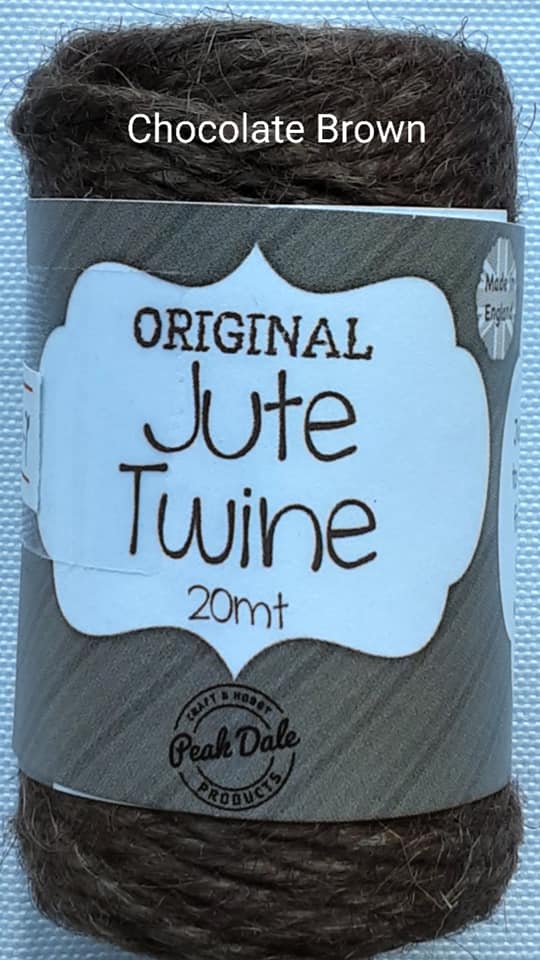 Chocolate Brown
Made in
England
ORIGINAL
Jute
Twine
20mt
CRAFT & HOBBY
Peak Dale
PRODUCTS